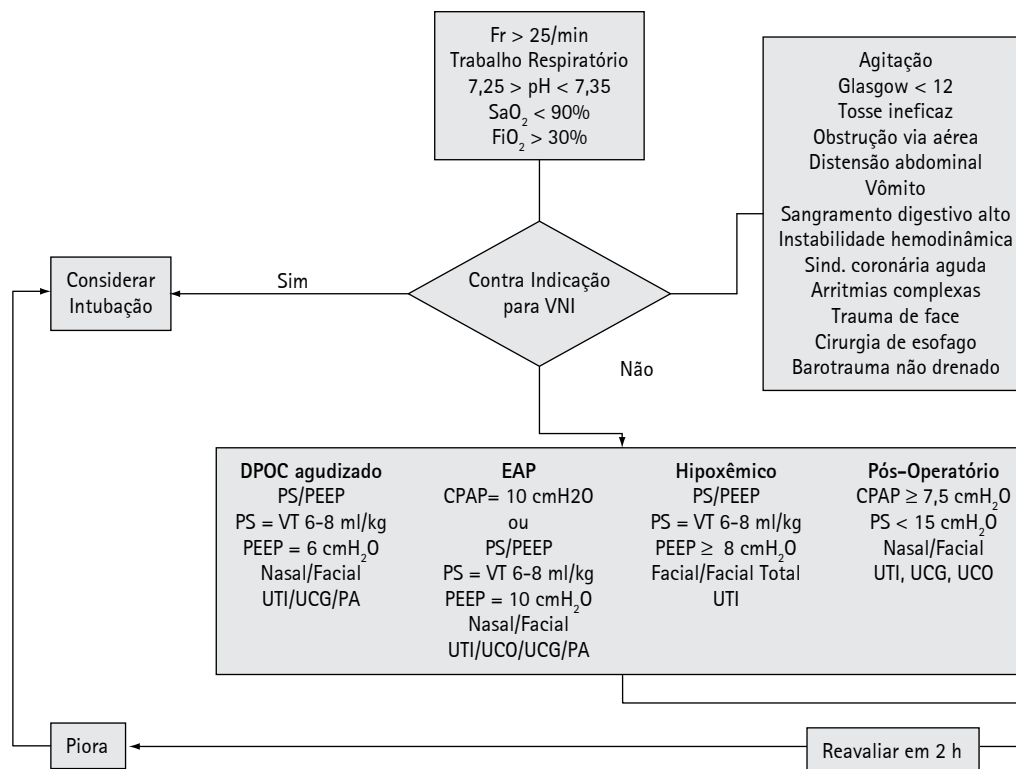 Fr > 25/min
Trabalho Respiratório
7,25 > pH < 7,35
SaO₂ < 90%
FiO₂ > 30%
Agitação
Glasgow < 12
Tosse ineficaz
Obstrução via aérea
Distensão abdominal
Vômito
Sangramento digestivo alto
Instabilidade hemodinâmica
Sind. coronária aguda
Arritmias complexas
Trauma de face
Cirurgia de esofago
Barotrauma não drenado
Considerar
Intubação
Sim
Contra Indicação
para VNI
Não
DPOC agudizado
PS/PEEP
PS = VT 6-8 ml/kg
PEEP = 6 cmH₂O
Nasal/Facial
UTI/UCG/PA
EAP
CPAP= 10 cmH2O
ou
PS/PEEP
PS = VT 6-8 ml/kg
PEEP = 10 cmH₂O
Nasal/Facial
UTI/UCO/UCG/PA
Hipoxêmico
PS/PEEP
PS = VT 6-8 ml/kg
PEEP ≥ 8 cmH₂O
Facial/Facial Total
UTI
Pós-Operatório
CPAP ≥ 7,5 cmH₂O
PS < 15 cmH₂O
Nasal/Facial
UTI, UCG, UCO
Piora
Reavaliar em 2 h